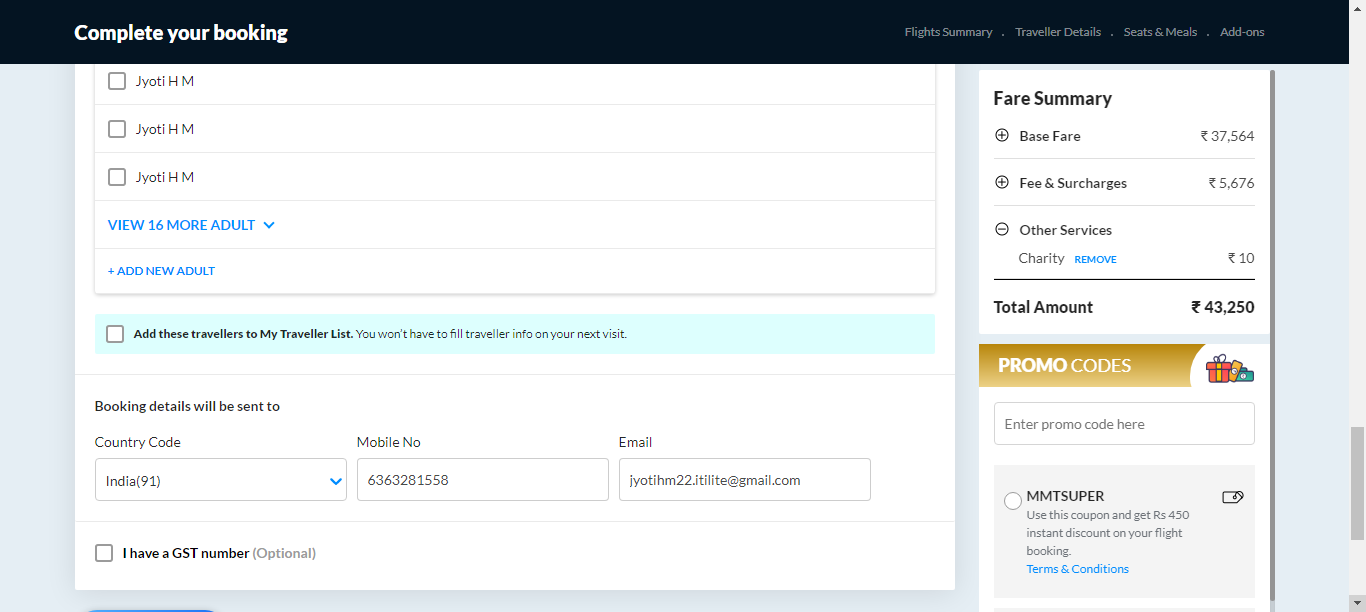 Complete your booking
Flights Summary . Traveller Details . Seats & Meals . Add-ons
Jyoti H M
Jyoti H M
Jyoti H M
VIEW 16 MORE ADULT
+ ADD NEW ADULT
Add these travellers to My Traveller List. You won't have to fill traveller info on your next visit.
Booking details will be sent to
Country Code
Mobile No
Email
India(91)
6363281558
jyotihm22.itilite@gmail.com
I have a GST number (Optional)
Fare Summary
Base Fare ₹ 37,564
Fee & Surcharges ₹ 5,676
Other Services
Charity REMOVE ₹ 10
Total Amount ₹ 43,250
PROMO CODES
Enter promo code here
MMTSUPER
Use this coupon and get Rs 450
instant discount on your flight
booking.
Terms & Conditions